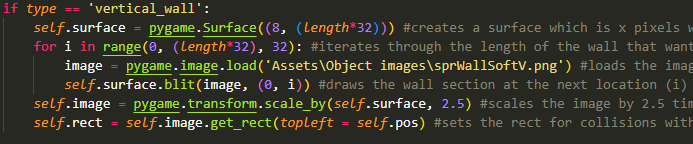 if type == 'vertical_wall':
    self.surface = pygame.Surface((8, (length*32))) #creates a surface which is x pixels w
    for i in range(0, (length*32), 32): #iterates through the length of the wall that want
        image = pygame.image.load('Assets\Object images\sprWallSoftV.png') #loads the imag
        self.surface.blit(image, (0, i)) #draws the wall section at the next location (i)
    self.image = pygame.transform.scale_by(self.surface, 2.5) #scales the image by 2.5 tim
    self.rect = self.image.get_rect(topleft = self.pos) #sets the rect for collisions with